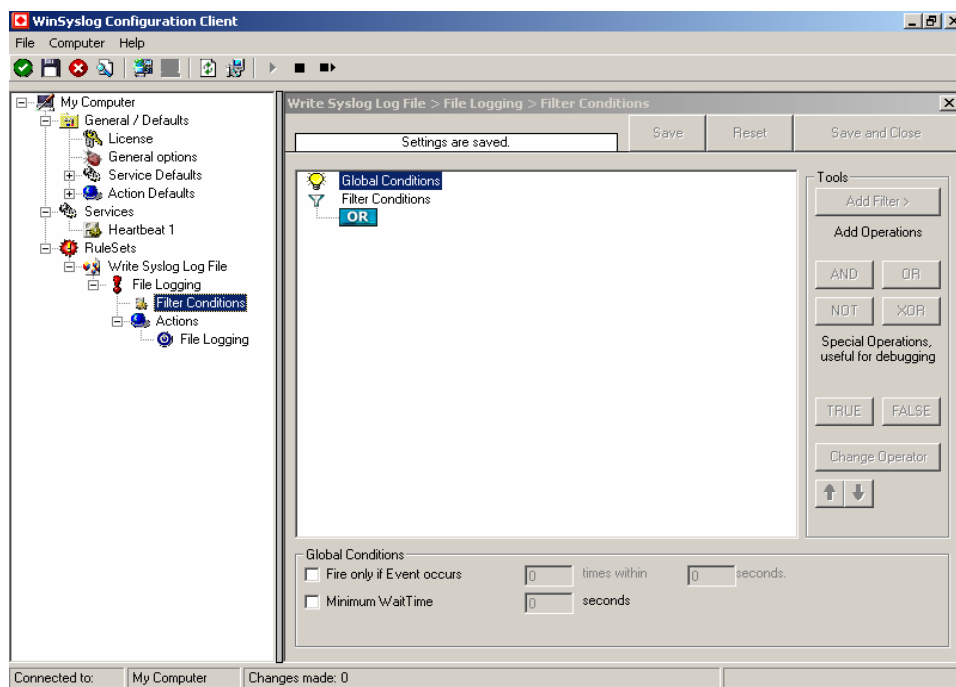 WinSyslog Configuration Client
File Computer Help
My Computer
General / Defaults
License
General options
Service Defaults
Action Defaults
Services
Heartbeat 1
RuleSets
Write Syslog Log File
File Logging
Filter Conditions
Actions
File Logging
Write Syslog Log File > File Logging > Filter Conditions
Settings are saved.
Save
Reset
Save and Close
Global Conditions
Filter Conditions
OR
Tools
Add Filter >
Add Operations
AND OR
NOT XOR
Special Operations,
useful for debugging
TRUE FALSE
Change Operator
Global Conditions
Fire only if Event occurs 0 times within 0 seconds.
Minimum WaitTime 0 seconds
Connected to: My Computer Changes made: 0